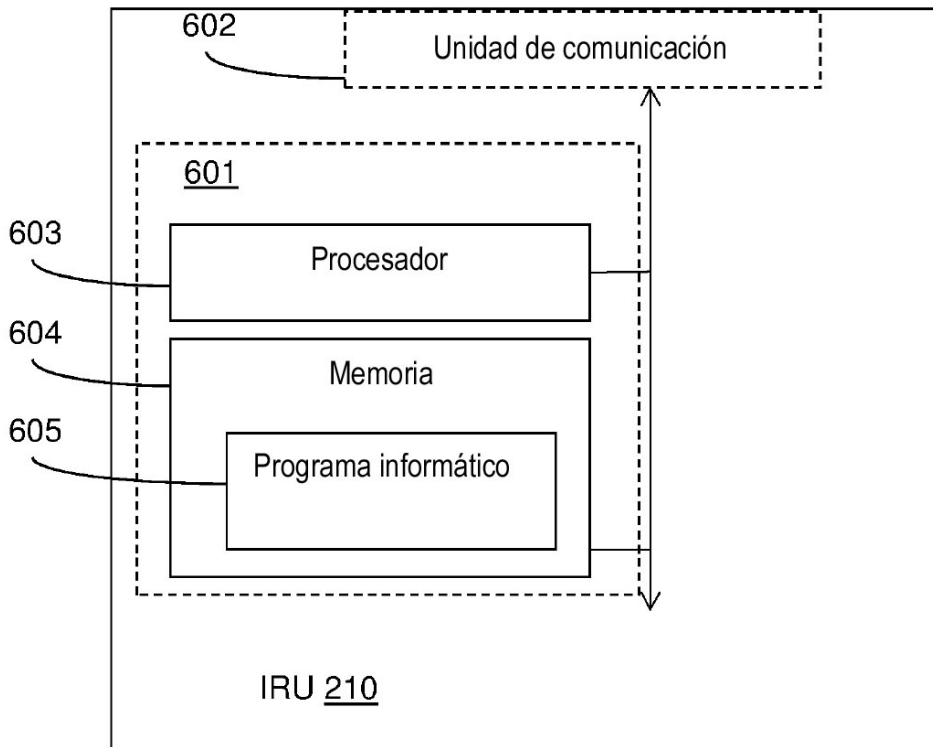 602
Unidad de comunicación
601
603
Procesador
604
Memoria
605
Programa informático
IRU 210